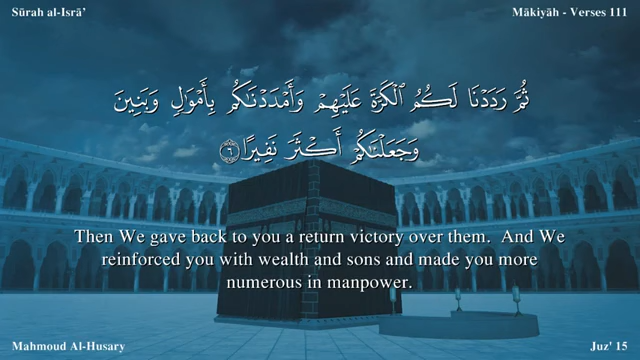 Sūrah al-Isrā’
Mākiyāh - Verses 111
ثُمَّ رَدَدْنَا لَكُمُ ٱلْكَرَّةَ عَلَيْهِمْ وَأَمْدَدْنَـٰكُم بِأَمْوَٰلٍ وَبَنِينَ
وَجَعَلْنَـٰكُمْ أَكْثَرَ نَفِيرًا ٦
Then We gave back to you a return victory over them. And We
reinforced you with wealth and sons and made you more
numerous in manpower.
Mahmoud Al-Husary
Juz' 15